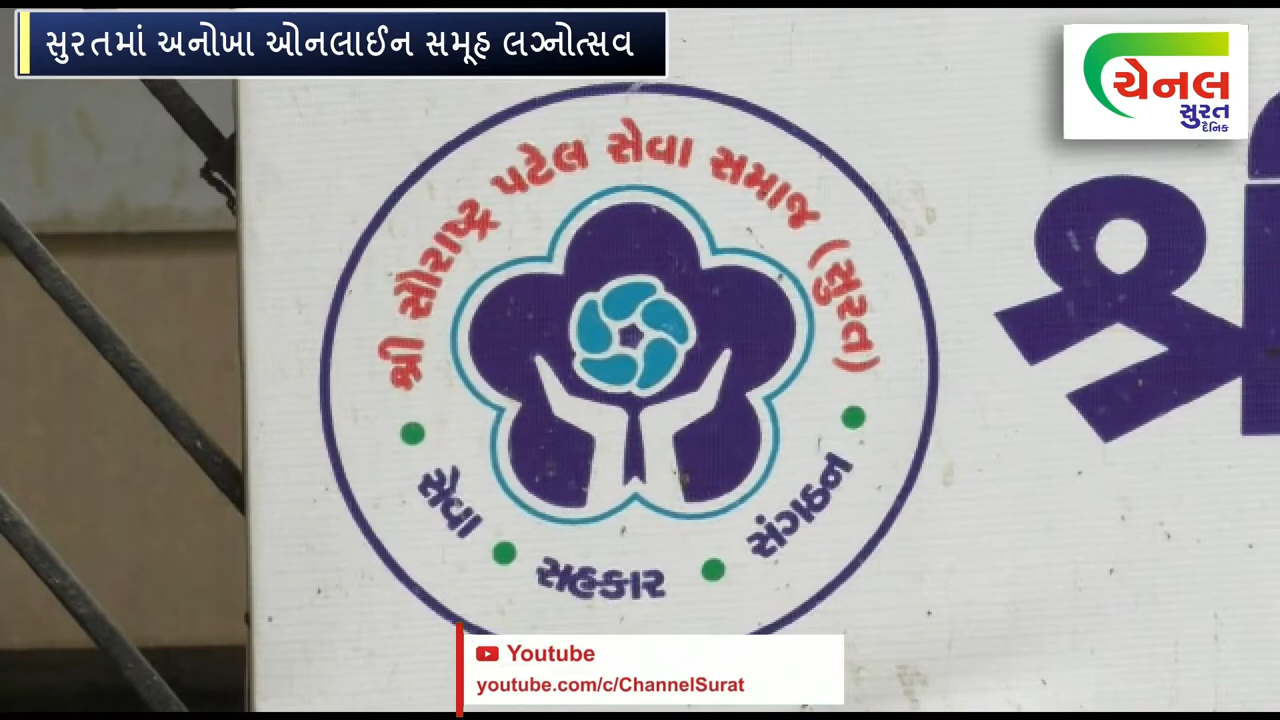 સુરતમાં અનોખા ઓનલાઈન સમૂહ લગ્નોત્સવ
ચેનલ
સુરત
દૈનિક
શ્રી સૌરાષ્ટ્ર પટેલ સેવા સમાજ (સુરત)
સેવા • સહકાર • સંગઠન
શ્રી
Youtube
youtube.com/c/ChannelSurat